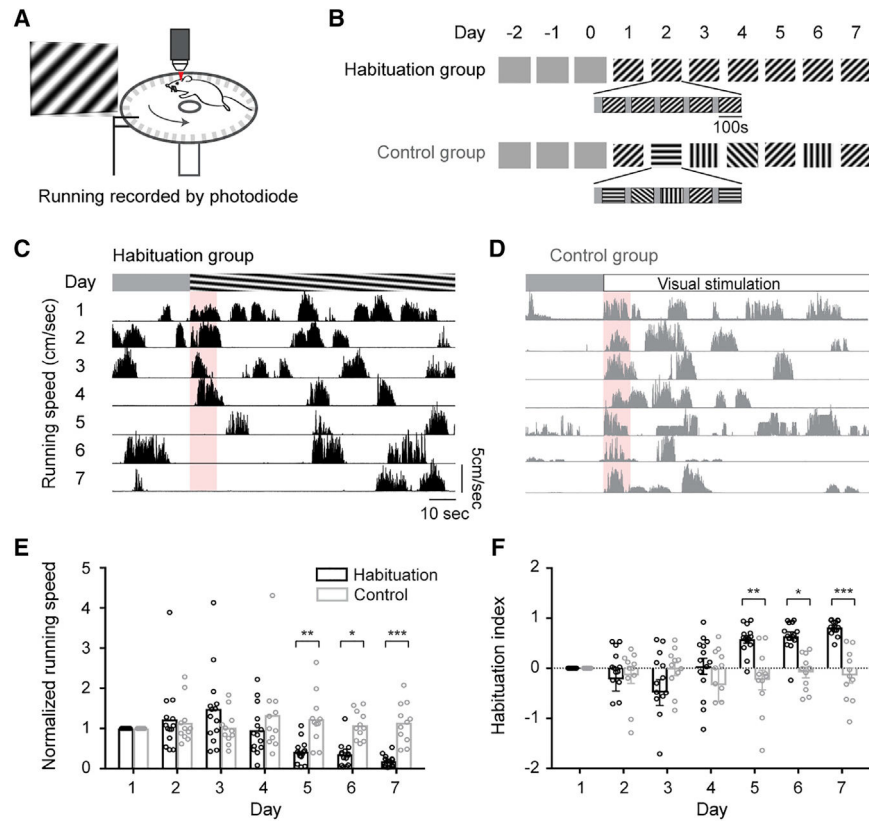 A
Running recorded by photodiode
B
Day -2 -1 0 1 2 3 4 5 6 7
Habituation group
100s
Control group
C
Habituation group
Day
Running speed (cm/sec)
1
2
3
4
5
6
7
5cm/sec
10 sec
D
Control group
Visual stimulation
E
Normalized running speed
5
4
3
2
1
0
Habituation
Control
** * ***
1 2 3 4 5 6 7
Day
F
Habituation index
2
1
0
-1
-2
** * ***
1 2 3 4 5 6 7
Day